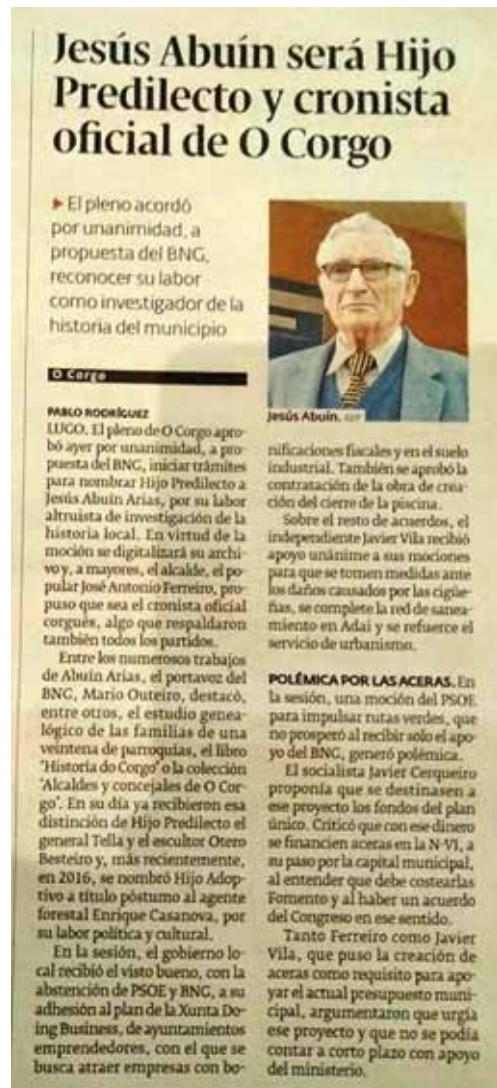 Jesús Abuín será Hijo
Predilecto y cronista
oficial de O Corgo
▶ El pleno acordó
por unanimidad, a
propuesta del BNG,
reconocer su labor
como investigador de la
historia del municipio
Jesús Abuín.
O Corgo
PABLO RODRÍGUEZ
LUGO. El pleno de O Corgo apro-
bó ayer por unanimidad, a pro-
puesta del BNG, iniciar trámites
para nombrar Hijo Predilecto a
Jesús Abuín Arias, por su labor
altruista de investigación de la
historia local. En virtud de la
moción se digitalizará su archi-
vo y, a mayores, el alcalde, el po-
pular José Antonio Ferreiro, pro-
puso que sea el cronista oficial
corgués, algo que respaldaron
también todos los partidos.
Entre los numerosos trabajos
de Abuín Arias, el portavoz del
BNG, Mario Outeiro, destacó,
entre otros, el estudio genea-
lógico de las familias de una
veintena de parroquias, el libro
'Historia do Corgo' o la colección
'Alcaldes y concejales de O Cor-
go'. En su día ya recibieron esa
distinción de Hijo Predilecto el
general Tella y el escultor Otero
Besteiro y, más recientemente,
en 2016, se nombró Hijo Adop-
tivo a título póstumo al agente
forestal Enrique Casanova, por
su labor política y cultural.
En la sesión, el gobierno lo-
cal recibió el visto bueno, con la
abstención de PSOE y BNG, a su
adhesión al plan de la Xunta Do-
ing Business, de ayuntamientos
emprendedores, con el que se
busca atraer empresas con bo-
nificaciones fiscales y en el suelo
industrial. También se aprobó la
contratación de la obra de crea-
ción del cierre de la piscina.
Sobre el resto de acuerdos, el
independiente Javier Vila recibió
apoyo unánime a sus mociones
para que se tomen medidas ante
los daños causados por las cigüe-
ñas, se complete la red de sanea-
miento en Adai y se refuerce el
servicio de urbanismo.
POLÉMICA POR LAS ACERAS. En
la sesión, una moción del PSOE
para impulsar rutas verdes, que
no prosperó al recibir solo el apo-
yo del BNG, generó polémica.
El socialista Javier Cerqueiro
proponía que se destinasen a
ese proyecto los fondos del plan
único. Criticó que con ese dinero
se financien aceras en la N-VI, a
su paso por la capital municipal,
al entender que debe costearlas
Fomento y al haber un acuerdo
del Congreso en ese sentido.
Tanto Ferreiro como Javier
Vila, que puso la creación de
aceras como requisito para apo-
yar el actual presupuesto muni-
cipal, argumentaron que urgía
ese proyecto y que no se podía
contar a corto plazo con apoyo
del ministerio.